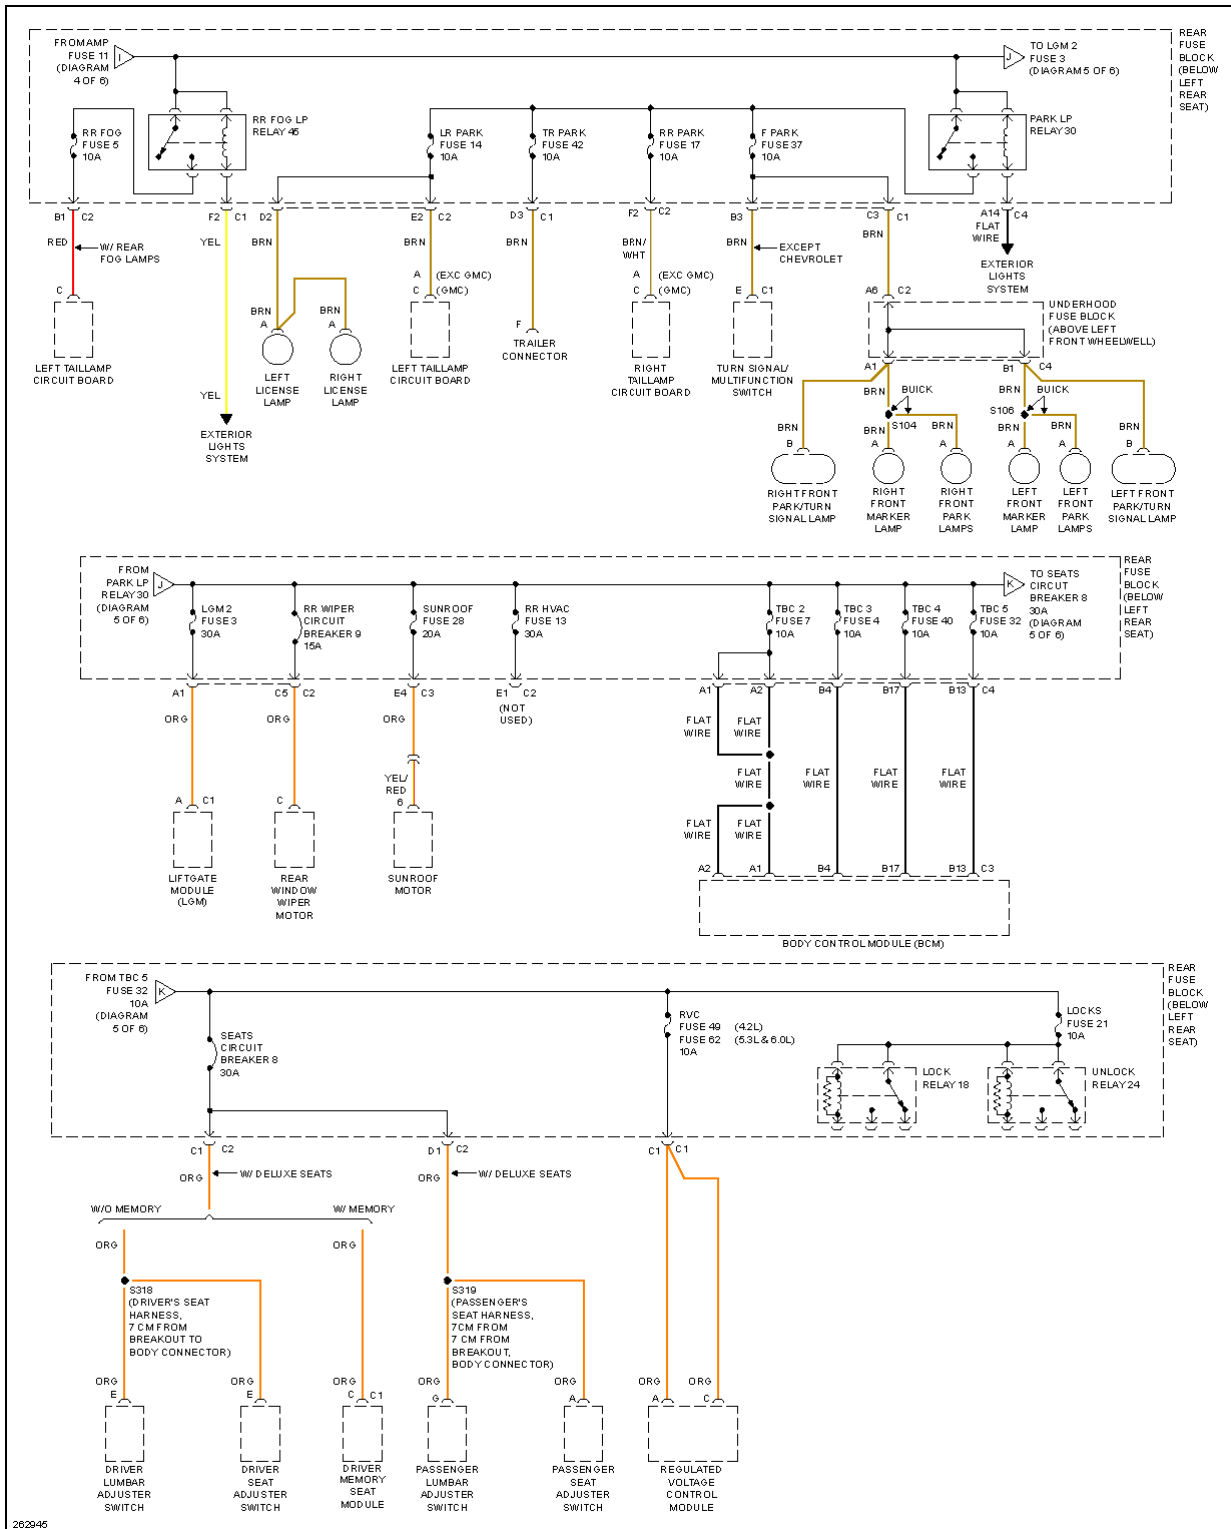 FROM AMP
FUSE 11
(DIAGRAM
4 OF 6)
I
J
TO LGM 2
FUSE 3
(DIAGRAM 5 OF 6)
REAR
FUSE
BLOCK
(BELOW
LEFT
REAR
SEAT)
RR FOG
FUSE 5
10A
RR FOG LP
RELAY 46
LR PARK
FUSE 14
10A
TR PARK
FUSE 42
10A
RR PARK
FUSE 17
10A
F PARK
FUSE 37
10A
PARK LP
RELAY 30
B1 C2
F2 C1
D2
E2 C2
D3 C1
F2 C2
B3
C3 C1
A14 C4
RED
W/ REAR
FOG LAMPS
YEL
BRN
BRN
BRN
BRN/
WHT
BRN
EXCEPT
CHEVROLET
BRN
FLAT
WIRE
EXTERIOR
LIGHTS
SYSTEM
A (EXC GMC)
C (GMC)
A (EXC GMC)
C (GMC)
C
E C1
A6 C2
UNDERHOOD
FUSE BLOCK
(ABOVE LEFT
FRONT WHEELWELL)
BRN
A
BRN
A
F
TRAILER
CONNECTOR
LEFT TAILLAMP
CIRCUIT BOARD
LEFT
LICENSE
LAMP
RIGHT
LICENSE
LAMP
LEFT TAILLAMP
CIRCUIT BOARD
RIGHT
TAILLAMP
CIRCUIT BOARD
TURN SIGNAL/
MULTIFUNCTION
SWITCH
A1
B1 C4
YEL
EXTERIOR
LIGHTS
SYSTEM
BRN
BUICK
S104
BRN
BUICK
S106
BRN
B
BRN
A
BRN
A
BRN
A
BRN
A
BRN
B
RIGHT FRONT
PARK/TURN
SIGNAL LAMP
RIGHT
FRONT
MARKER
LAMP
RIGHT
FRONT
PARK
LAMPS
LEFT
FRONT
MARKER
LAMP
LEFT
FRONT
PARK
LAMPS
LEFT FRONT
PARK/TURN
SIGNAL LAMP
FROM
PARK LP
RELAY 30
(DIAGRAM
5 OF 6)
J
K
TO SEATS
CIRCUT
BREAKER 8
30A
(DIAGRAM
5 OF 6)
REAR
FUSE
BLOCK
(BELOW
LEFT
REAR
SEAT)
LGM 2
FUSE 3
30A
RR WIPER
CIRCUIT
BREAKER 9
15A
SUNROOF
FUSE 28
20A
RR HVAC
FUSE 13
30A
TBC 2
FUSE 7
10A
TBC 3
FUSE 4
10A
TBC 4
FUSE 40
10A
TBC 5
FUSE 32
10A
A1
C5 C2
E4 C3
E1 C2
(NOT
USED)
A1
A2
B4
B17
B13 C4
ORG
ORG
ORG
FLAT
WIRE
FLAT
WIRE
YEL/
RED
6
A C1
C
FLAT
WIRE
FLAT
WIRE
FLAT
WIRE
FLAT
WIRE
FLAT
WIRE
FLAT
WIRE
A2
A1
B4
B17
B13 C3
LIFTGATE
MODULE
(LGM)
REAR
WINDOW
WIPER
MOTOR
SUNROOF
MOTOR
BODY CONTROL MODULE (BCM)
FROM TBC 5
FUSE 32
10A
(DIAGRAM
5 OF 6)
K
REAR
FUSE
BLOCK
(BELOW
LEFT
REAR
SEAT)
SEATS
CIRCUIT
BREAKER 8
30A
RVC
FUSE 49 (4.2L)
FUSE 62 (5.3L & 6.0L)
10A
LOCKS
FUSE 21
10A
LOCK
RELAY 18
UNLOCK
RELAY 24
C1 C2
D1 C2
C1 C1
ORG
W/ DELUXE SEATS
ORG
W/ DELUXE SEATS
W/O MEMORY
W/ MEMORY
ORG
ORG
S318
(DRIVER'S SEAT
HARNESS,
7 CM FROM
BREAKOUT TO
BODY CONNECTOR)
S319
(PASSENGER'S
SEAT HARNESS,
7CM FROM
7 CM FROM
BREAKOUT,
BODY CONNECTOR)
ORG
E
ORG
E
ORG
C C1
ORG
G
ORG
A
ORG
A
ORG
C
DRIVER
LUMBAR
ADJUSTER
SWITCH
DRIVER
SEAT
ADJUSTER
SWITCH
DRIVER
MEMORY
SEAT
MODULE
PASSENGER
LUMBAR
ADJUSTER
SWITCH
PASSENGER
SEAT
ADJUSTER
SWITCH
REGULATED
VOLTAGE
CONTROL
MODULE
262945